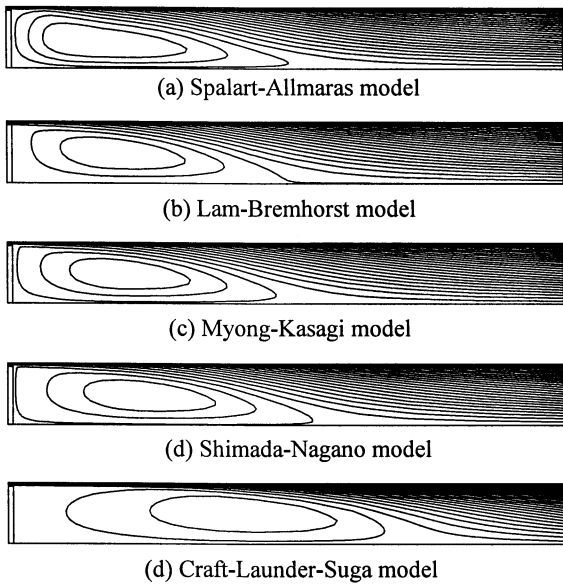 (a) Spalart-Allmaras model
(b) Lam-Bremhorst model
(c) Myong-Kasagi model
(d) Shimada-Nagano model
(d) Craft-Launder-Suga model